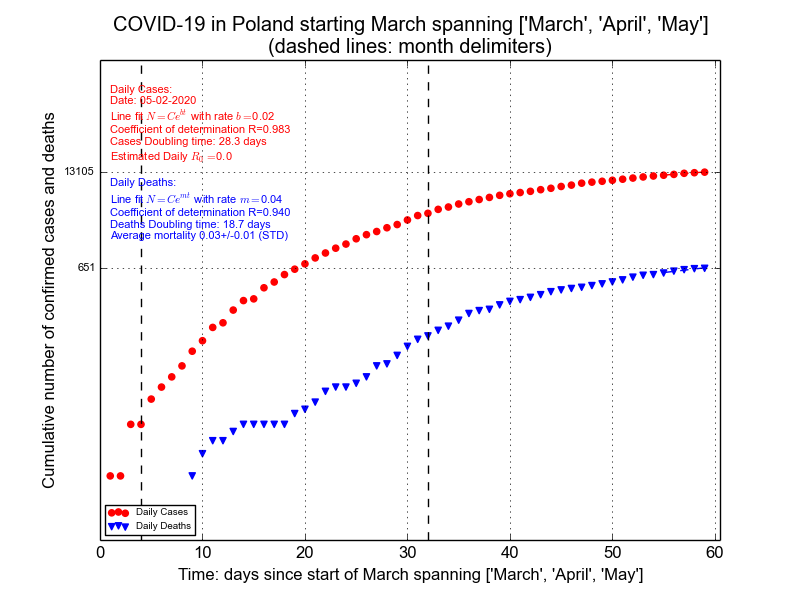 COVID-19 in Poland starting March spanning ['March', 'April', 'May']
(dashed lines: month delimiters)
Daily Cases:
Date: 05-02-2020
Line fit N = Ce^{bt} with rate b =0.02
Coefficient of determination R=0.983
Cases Doubling time: 28.3 days
Estimated Daily R_0 =0.0
Daily Deaths:
Line fit N = Ce^{mt} with rate m =0.04
Coefficient of determination R=0.940
Deaths Doubling time: 18.7 days
Average mortality 0.03+/-0.01 (STD)
13105
651
Cumulative number of confirmed cases and deaths
Daily Cases
Daily Deaths
0 10 20 30 40 50 60
Time: days since start of March spanning ['March', 'April', 'May']